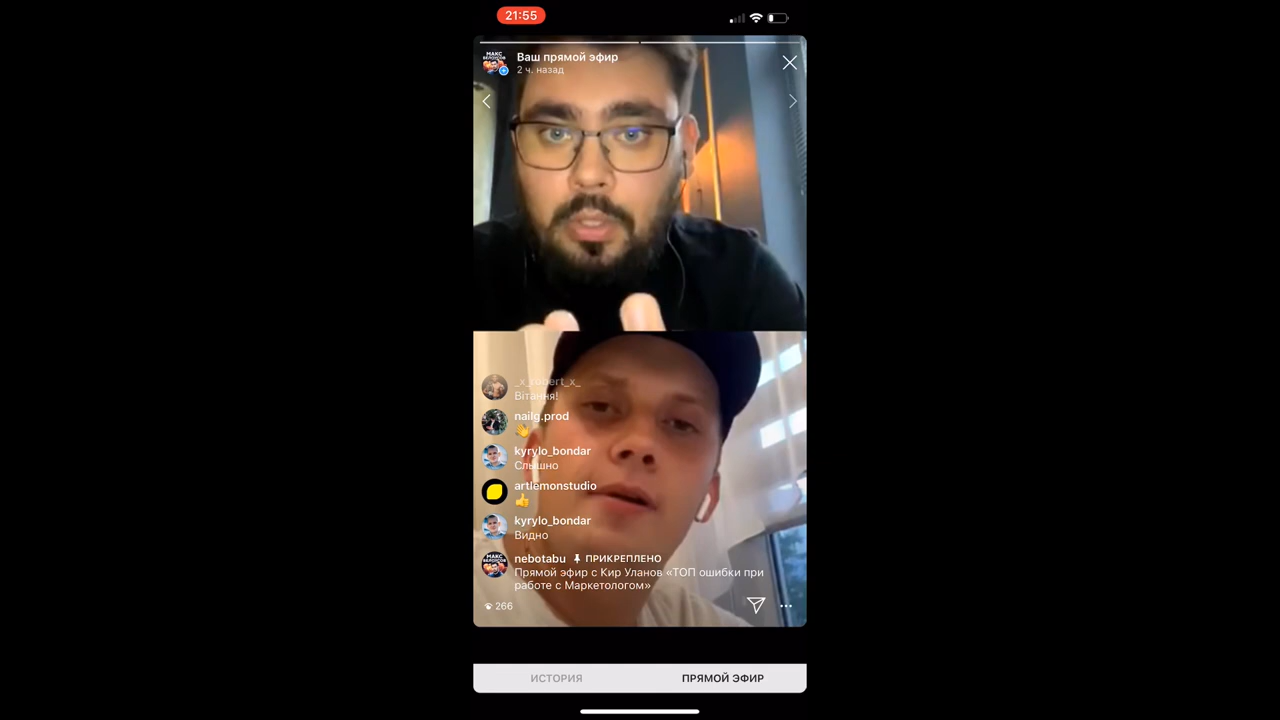 21:55
Ваш прямой эфир
2 ч. назад
_x_robert_x_
Вітання!
nailg.prod
kyrylo_bondar
Слышно
artlemonstudio
kyrylo_bondar
Видно
nebotabu ПРИКРЕПЛЕНО
Прямой эфир с Кир Уланов «ТОП ошибки при
работе с Маркетологом»
266
ИСТОРИЯ
ПРЯМОЙ ЭФИР